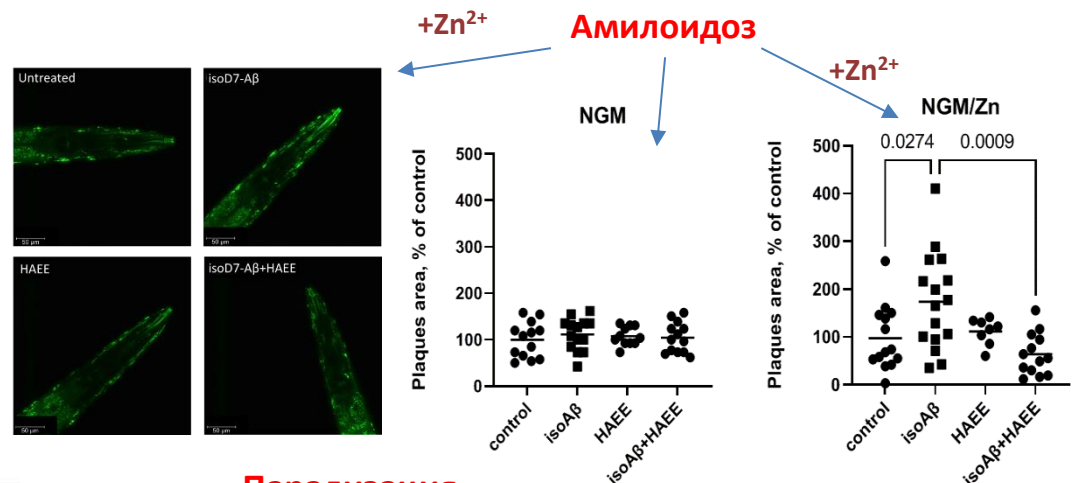 +Zn²⁺
Амилоидоз
+Zn²⁺
Untreated
isoD7-Aβ
50 µm
50 µm
HAEE
isoD7-Aβ+HAEE
50 µm
50 µm
NGM
Plaques area, % of control
500
400
300
200
100
0
control
isoAβ
HAEE
isoAβ+HAEE
NGM/Zn
0.0274
0.0009
Plaques area, % of control
500
400
300
200
100
0
control
isoAβ
HAEE
isoAβ+HAEE